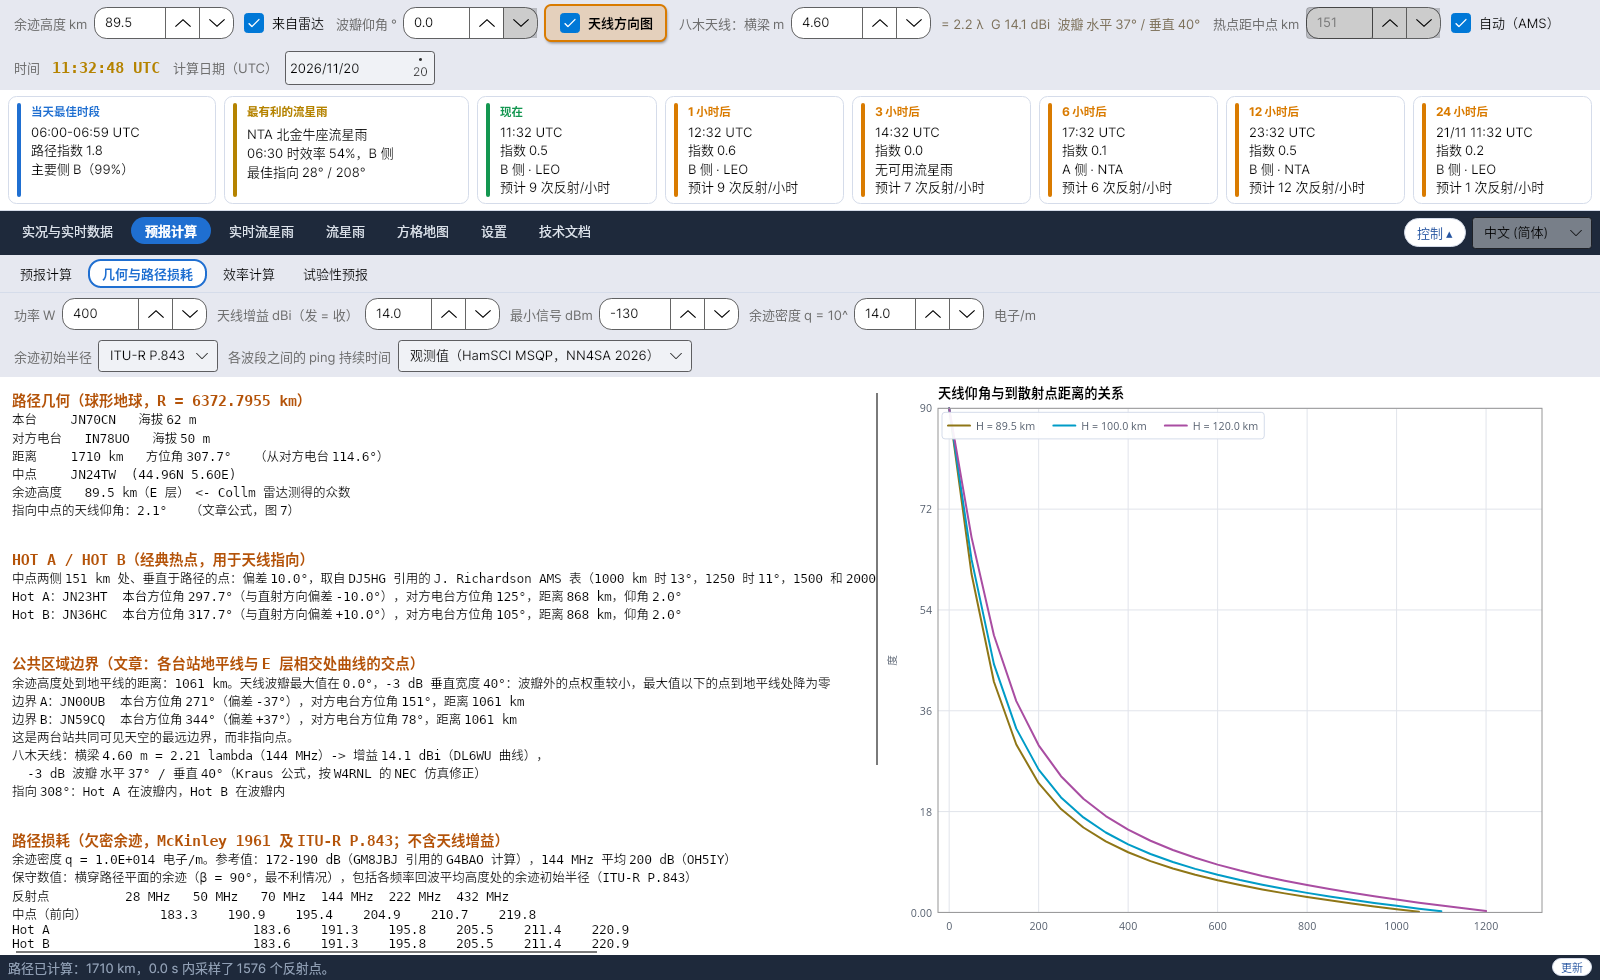 余迹高度 km 89.5 来自雷达 波瓣仰角 ° 0.0 天线方向图 八木天线：横梁 m 4.60 = 2.2 λ G 14.1 dBi 波瓣 水平 37° / 垂直 40° 热点距中点 km 151 自动（AMS）
时间 11:32:48 UTC 计算日期（UTC） 2026/11/20 20
当天最佳时段
06:00-06:59 UTC
路径指数 1.8
主要侧 B（99%）
最有利的流星雨
NTA 北金牛座流星雨
06:30 时效率 54%，B 侧
最佳指向 28° / 208°
现在
11:32 UTC
指数 0.5
B 侧 · LEO
预计 9 次反射/小时
1 小时后
12:32 UTC
指数 0.6
B 侧 · LEO
预计 9 次反射/小时
3 小时后
14:32 UTC
指数 0.0
无可用流星雨
预计 7 次反射/小时
6 小时后
17:32 UTC
指数 0.1
A 侧 · NTA
预计 6 次反射/小时
12 小时后
23:32 UTC
指数 0.5
B 侧 · NTA
预计 12 次反射/小时
24 小时后
21/11 11:32 UTC
指数 0.2
B 侧 · LEO
预计 1 次反射/小时
实况与实时数据 预报计算 实时流星雨 流星雨 方格地图 设置 技术文档 控制 ▴ 中文 (简体)
预报计算 几何与路径损耗 效率计算 试验性预报
功率 W 400 天线增益 dBi（发 = 收） 14.0 最小信号 dBm -130 余迹密度 q = 10^ 14.0 电子/m
余迹初始半径 ITU-R P.843 各波段之间的 ping 持续时间 观测值（HamSCI MSQP，NN4SA 2026）
路径几何（球形地球，R = 6372.7955 km）
本台 JN70CN 海拔 62 m
对方电台 IN78UO 海拔 50 m
距离 1710 km 方位角 307.7° （从对方电台 114.6°）
中点 JN24TW (44.96N 5.60E)
余迹高度 89.5 km（E 层） <- Collm 雷达测得的众数
指向中点的天线仰角：2.1° （文章公式，图 7）
HOT A / HOT B（经典热点，用于天线指向）
中点两侧 151 km 处、垂直于路径的点：偏差 10.0°，取自 DJ5HG 引用的 J. Richardson AMS 表（1000 km 时 13°，1250 时 11°，1500 和 2000
Hot A：JN23HT 本台方位角 297.7°（与直射方向偏差 -10.0°），对方电台方位角 125°，距离 868 km，仰角 2.0°
Hot B：JN36HC 本台方位角 317.7°（与直射方向偏差 +10.0°），对方电台方位角 105°，距离 868 km，仰角 2.0°
公共区域边界（文章：各台站地平线与 E 层相交处曲线的交点）
余迹高度处到地平线的距离：1061 km。天线波瓣最大值在 0.0°，-3 dB 垂直宽度 40°：波瓣外的点权重较小，最大值以下的点到地平线处降为零
边界 A：JN00UB 本台方位角 271°（偏差 -37°），对方电台方位角 151°，距离 1061 km
边界 B：JN59CQ 本台方位角 344°（偏差 +37°），对方电台方位角 78°，距离 1061 km
这是两台站共同可见天空的最远边界，而非指向点。
八木天线：横梁 4.60 m = 2.21 lambda（144 MHz）-> 增益 14.1 dBi（DL6WU 曲线），
-3 dB 波瓣 水平 37° / 垂直 40°（Kraus 公式，按 W4RNL 的 NEC 仿真修正）
指向 308°：Hot A 在波瓣内，Hot B 在波瓣内
路径损耗（欠密余迹，McKinley 1961 及 ITU-R P.843；不含天线增益）
余迹密度 q = 1.0E+014 电子/m。参考值：172-190 dB（GM8JBJ 引用的 G4BAO 计算），144 MHz 平均 200 dB（OH5IY）
保守数值：横穿路径平面的余迹（β = 90°，最不利情况），包括各频率回波平均高度处的余迹初始半径（ITU-R P.843）
反射点 28 MHz 50 MHz 70 MHz 144 MHz 222 MHz 432 MHz
中点（前向） 183.3 190.9 195.4 204.9 210.7 219.8
Hot A 183.6 191.3 195.8 205.5 211.4 220.9
Hot B 183.6 191.3 195.8 205.5 211.4 220.9
天线仰角与到散射点距离的关系
H = 89.5 km H = 100.0 km H = 120.0 km
90
72
54
36
18
0.00
度
0 200 400 600 800 1000 1200
路径已计算：1710 km，0.0 s 内采样了 1576 个反射点。 更新